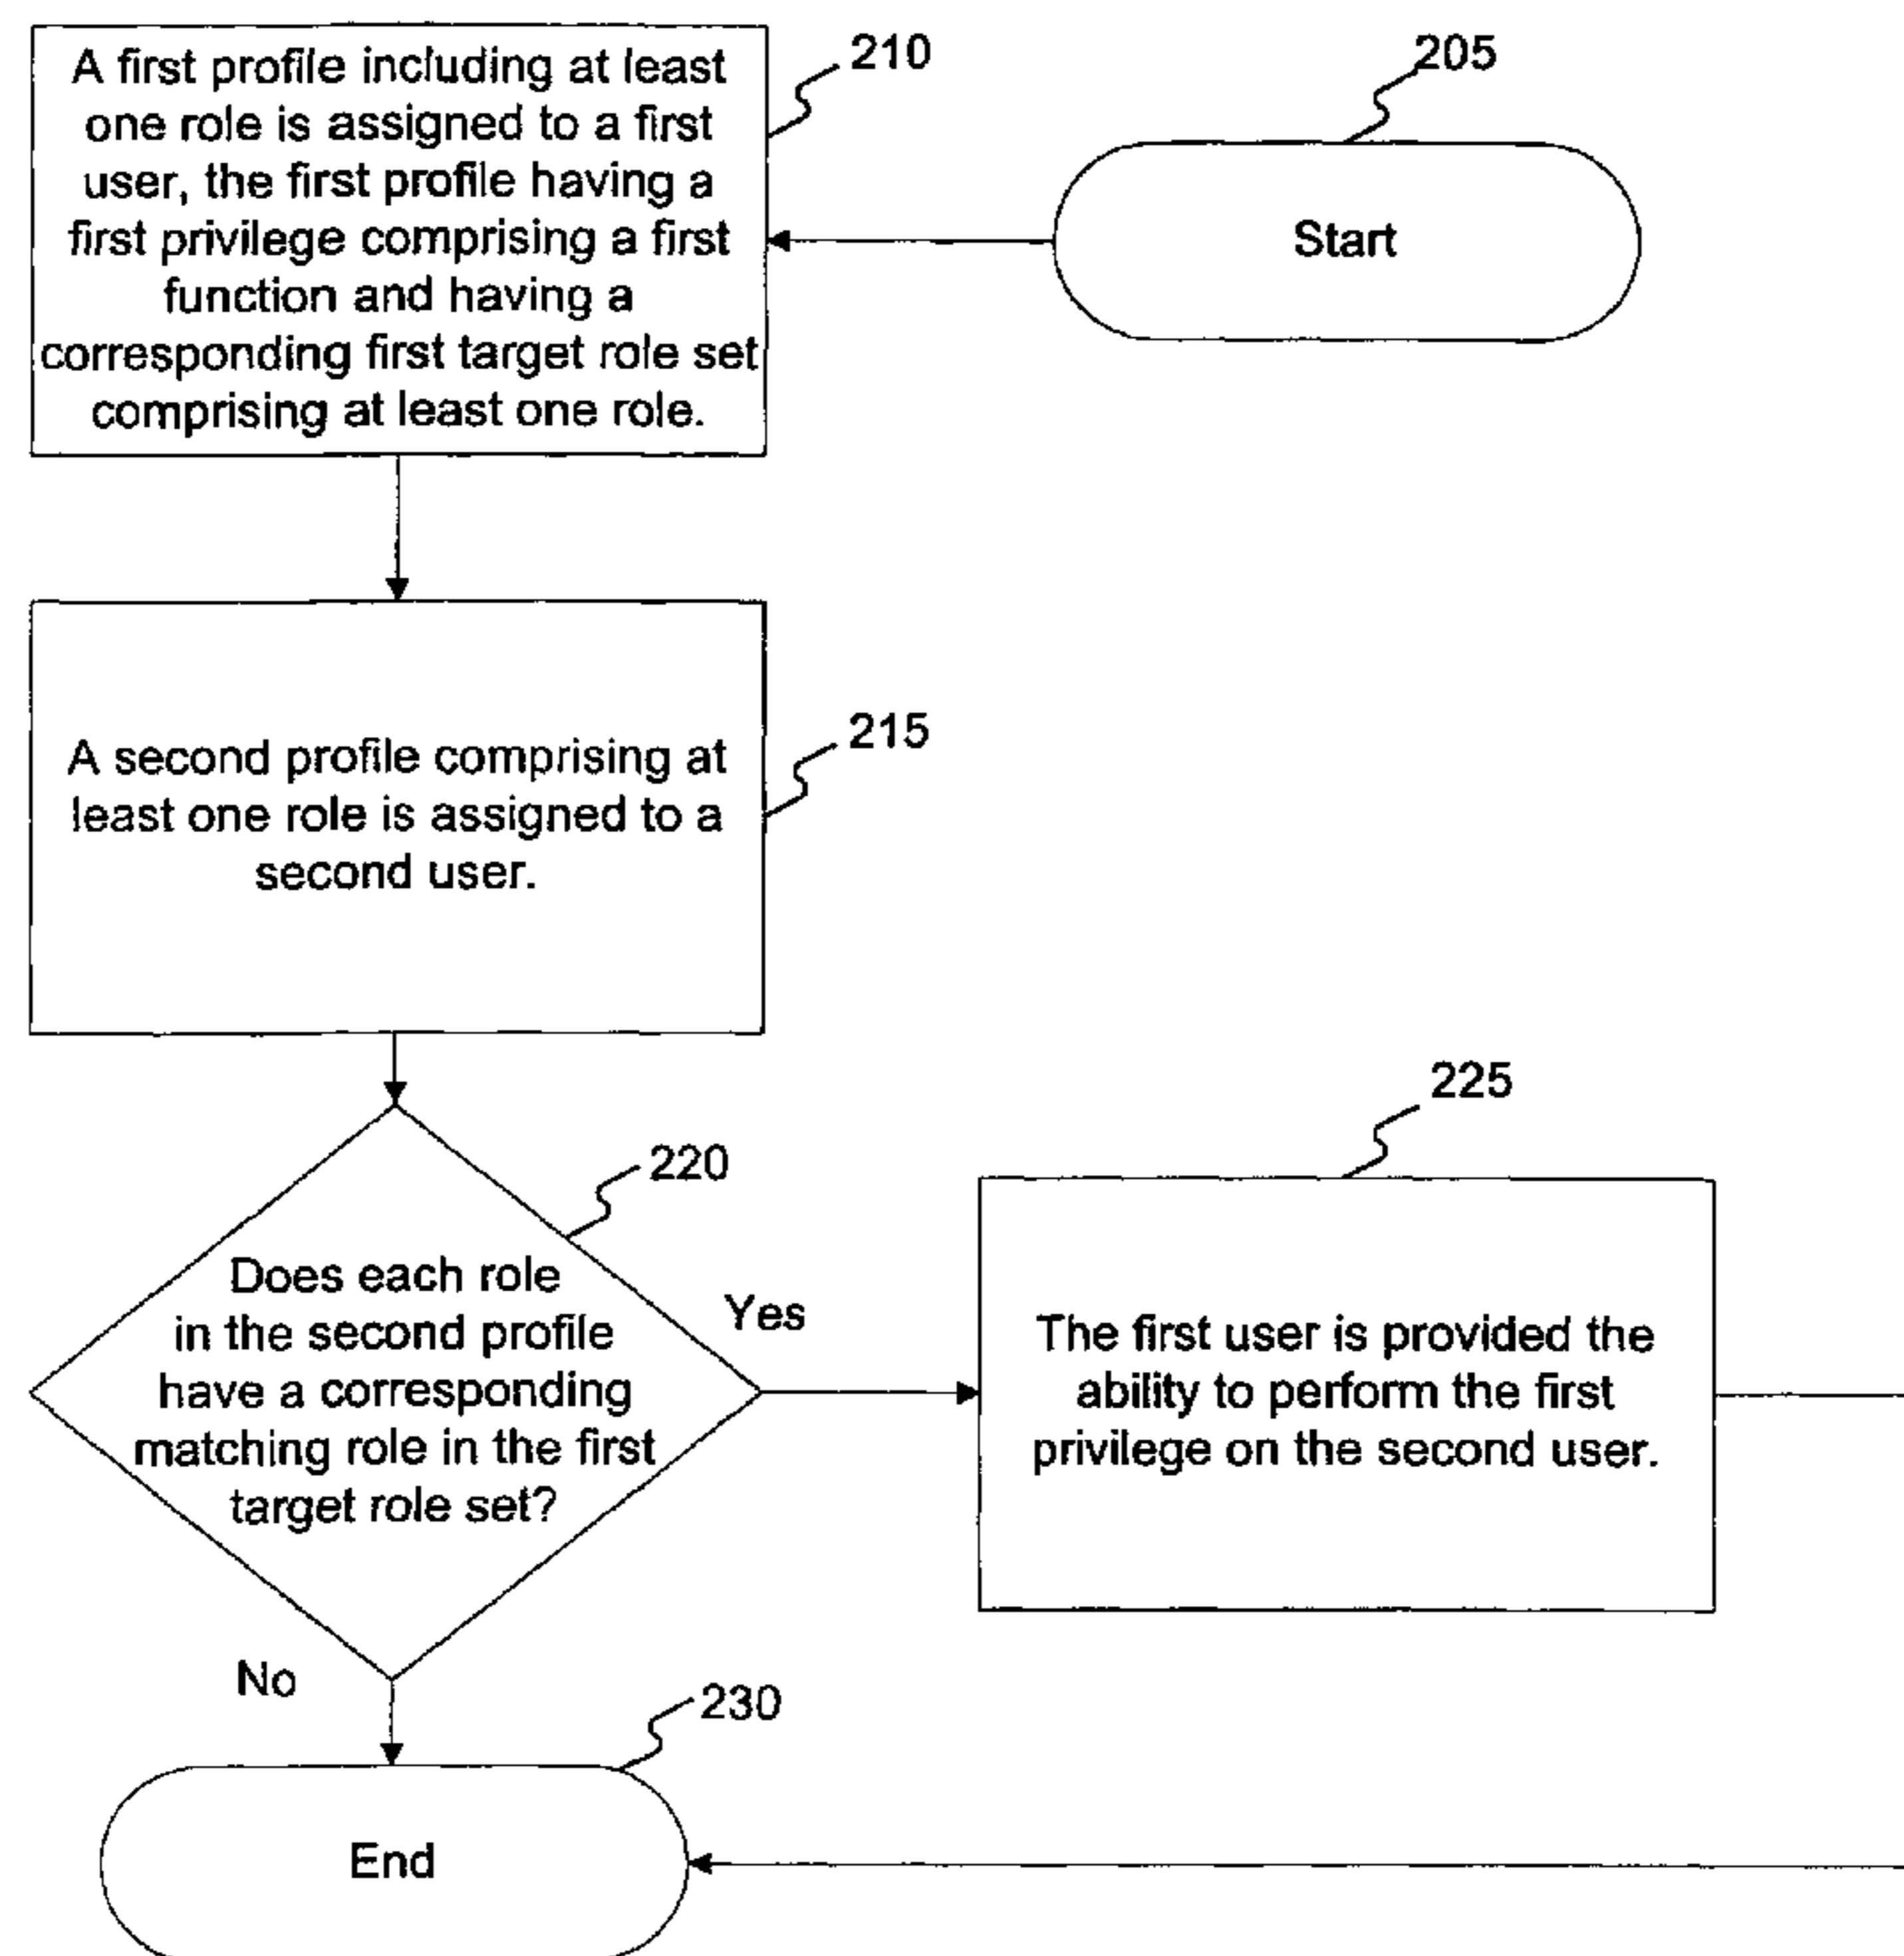 205
Start
210
A first profile including at least
one role is assigned to a first
user, the first profile having a
first privilege comprising a first
function and having a
corresponding first target role set
comprising at least one role.
215
A second profile comprising at
least one role is assigned to a
second user.
220
Does each role
in the second profile
have a corresponding
matching role in the first
target role set?
Yes
225
The first user is provided the
ability to perform the first
privilege on the second user.
No
230
End